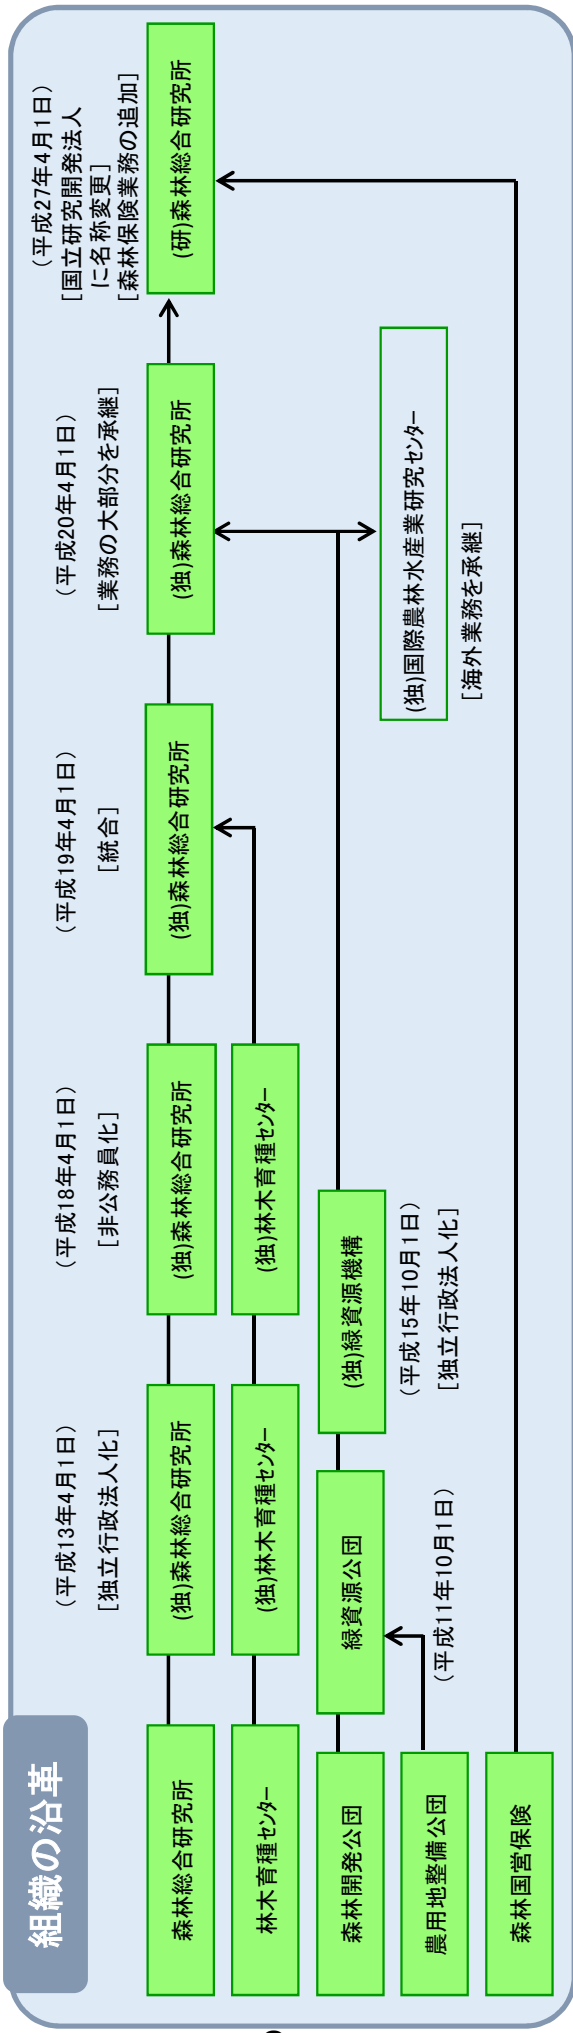 組織の沿革
(平成13年4月1日)
[独立行政法人化]
(平成18年4月1日)
[非公務員化]
(平成19年4月1日)
[統合]
(平成20年4月1日)
[業務の大部分を承継]
(平成27年4月1日)
[国立研究開発法人
に名称変更]
[森林保険業務の追加]
森林総合研究所
(独)森林総合研究所
(独)森林総合研究所
(独)森林総合研究所
(独)森林総合研究所
(研)森林総合研究所
林木育種センター
(独)林木育種センター
(独)林木育種センター
森林開発公団
緑資源公団
(独)緑資源機構
(独)国際農林水産業研究センター
農用地整備公団
(平成11年10月1日)
(平成15年10月1日)
[独立行政法人化]
[海外業務を承継]
森林国営保険